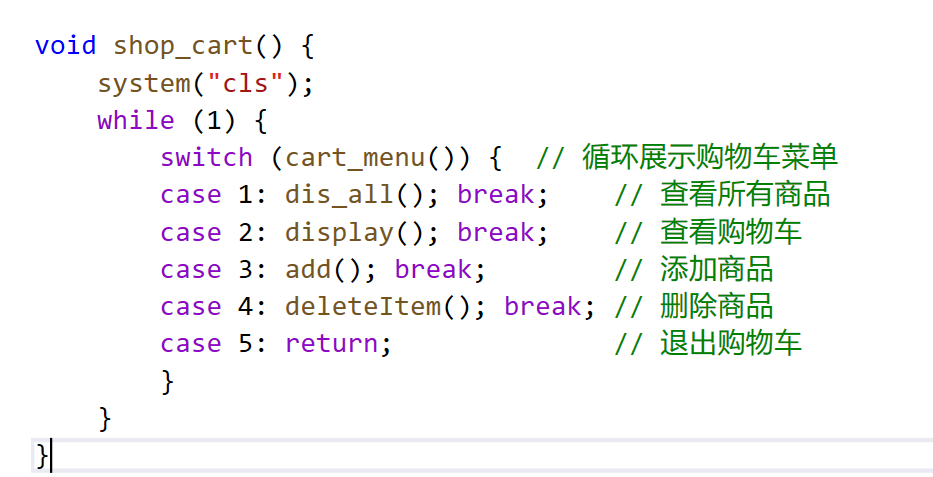 void shop_cart() {
    system("cls");
    while (1) {
        switch (cart_menu()) {  // 循环展示购物车菜单
        case 1: dis_all(); break;    // 查看所有商品
        case 2: display(); break;    // 查看购物车
        case 3: add(); break;        // 添加商品
        case 4: deleteItem(); break; // 删除商品
        case 5: return;              // 退出购物车
        }
    }
}